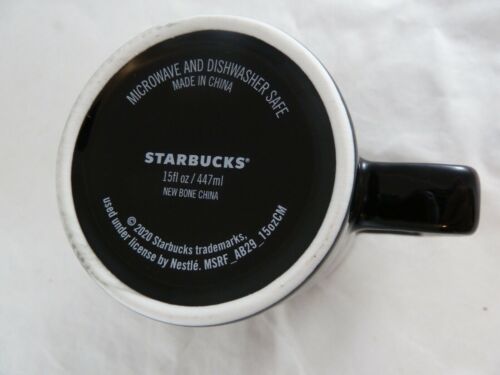 MICROWAVE AND DISHWASHER SAFE
MADE IN CHINA
STARBUCKS®
15fl oz / 447ml
NEW BONE CHINA
© 2020 Starbucks trademarks,
used under license by Nestlé. MSRF_AB29_15ozCM